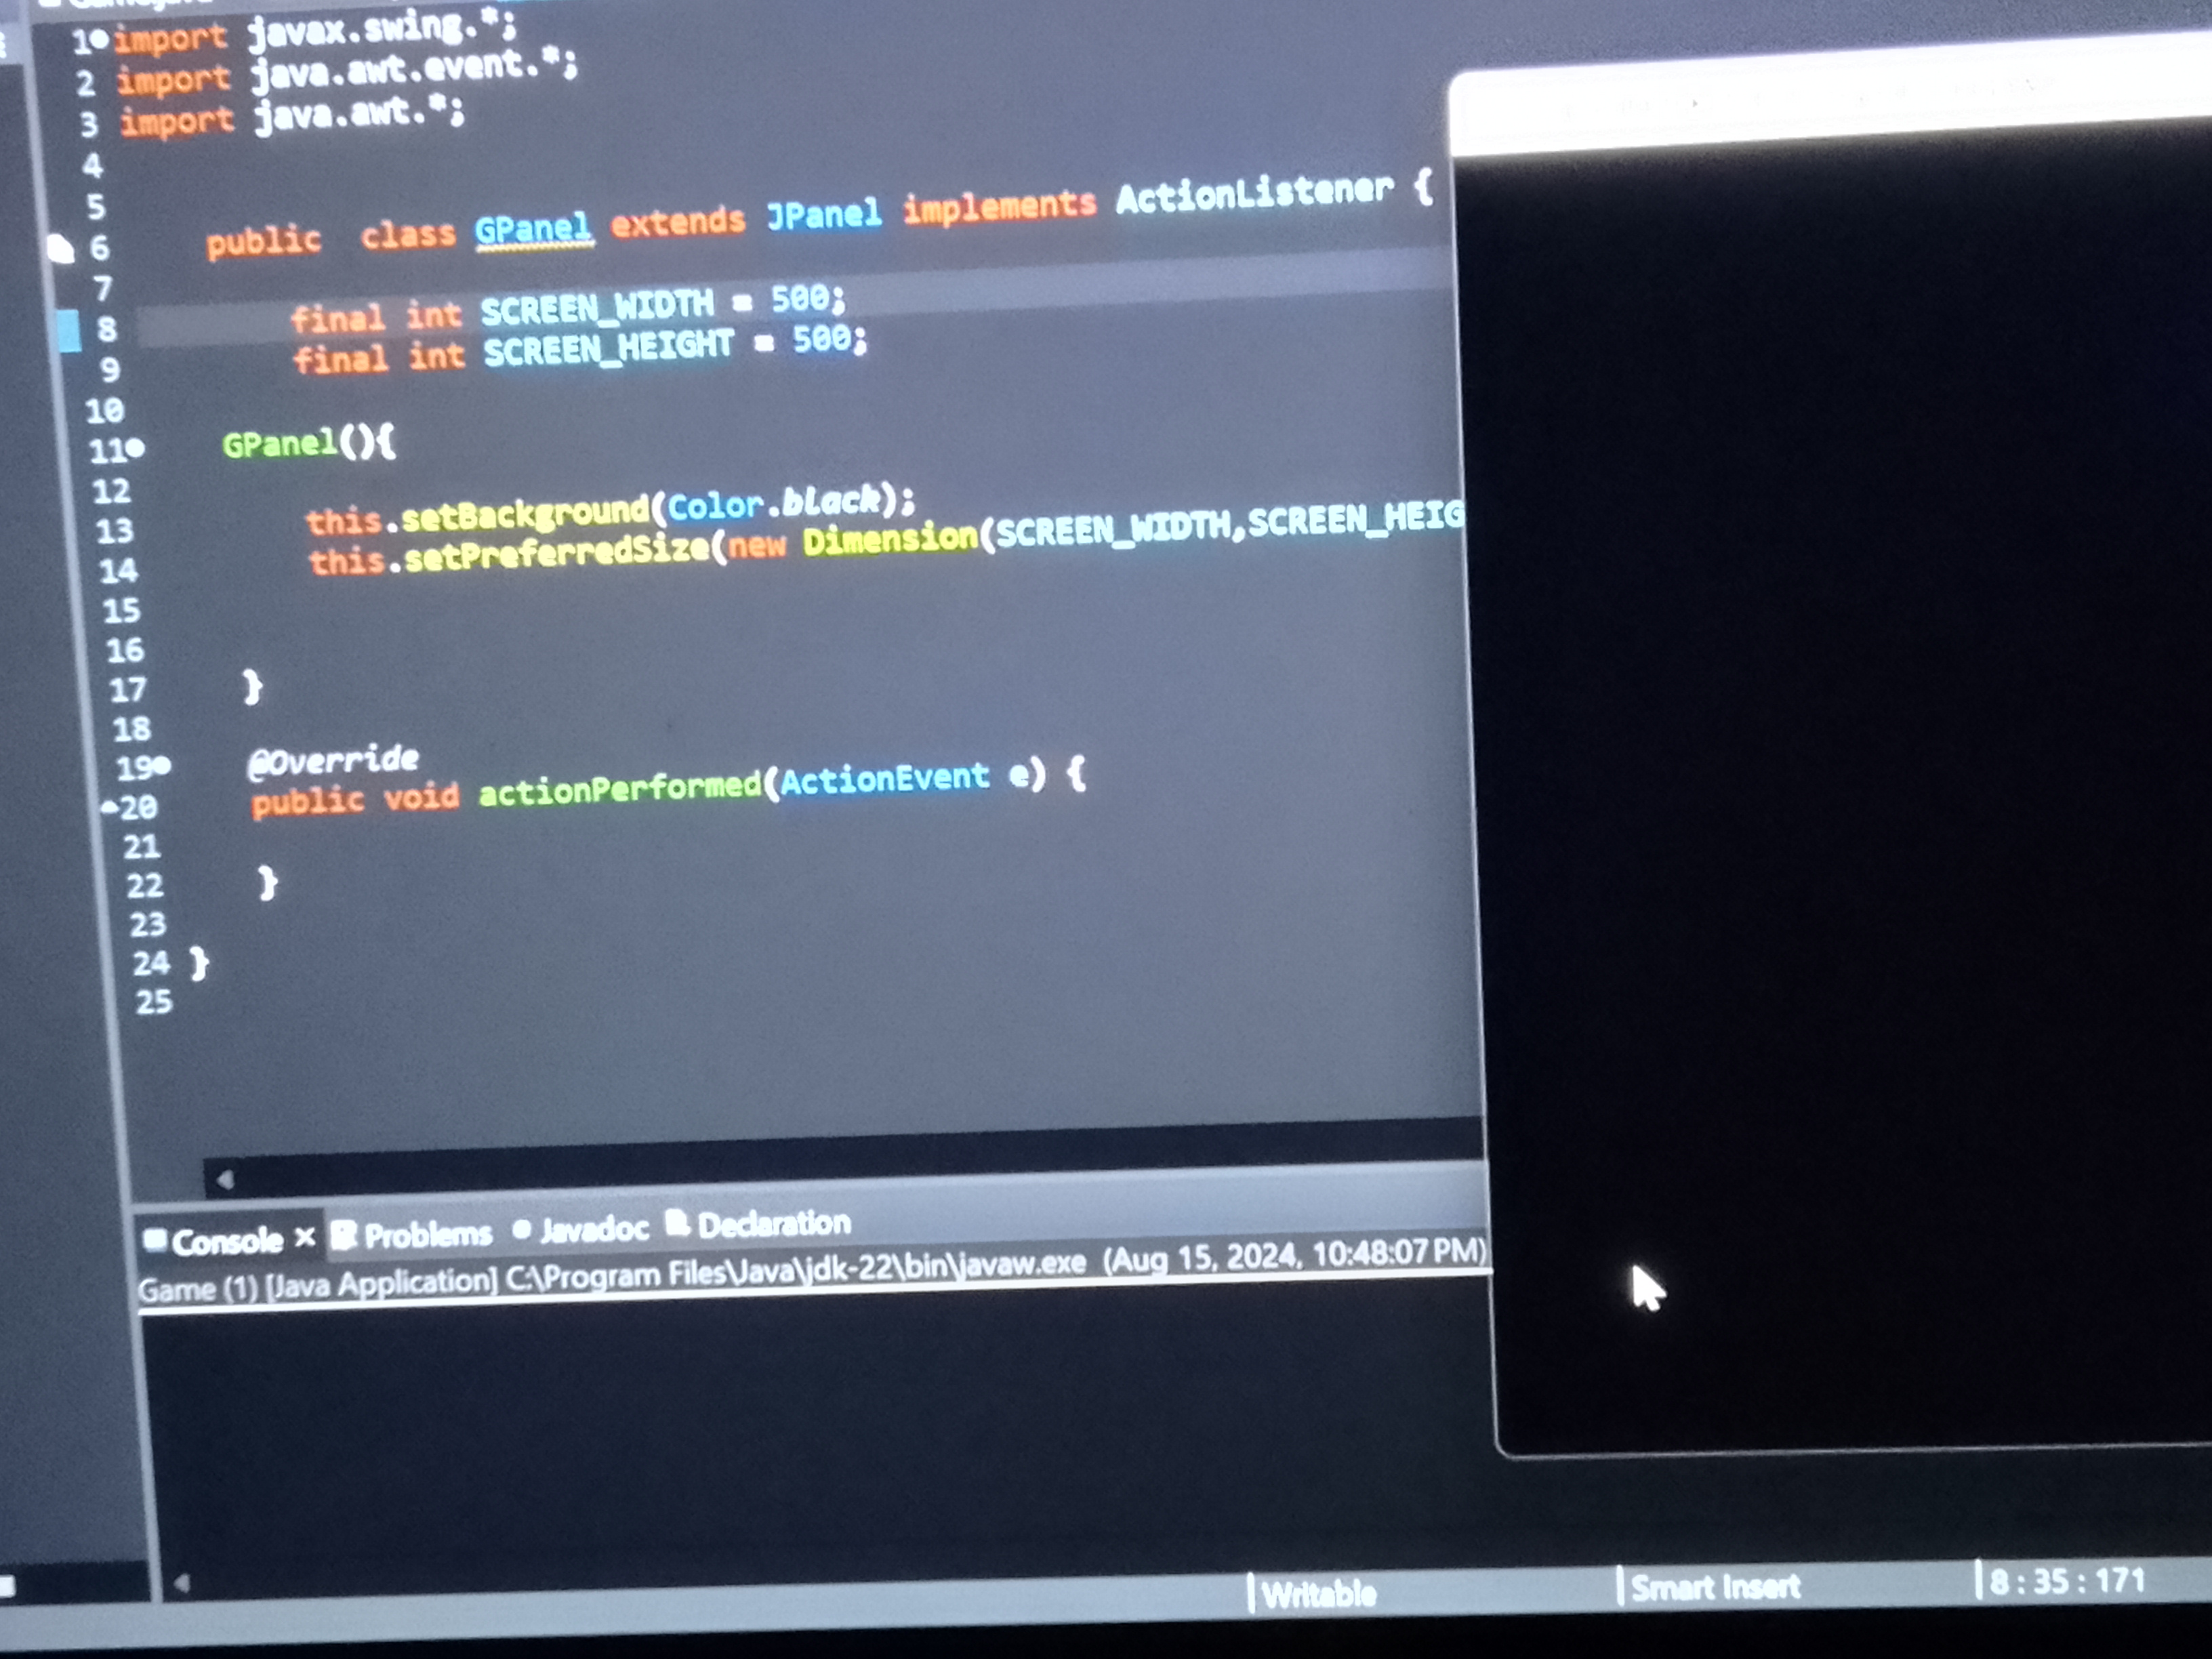 1 import javax.swing.*;
2 import java.awt.event.*;
3 import java.awt.*;
4
5
6 public class GPanel extends JPanel implements ActionListener {
7
8 final int SCREEN_WIDTH = 500;
9 final int SCREEN_HEIGHT = 500;
10
11 GPanel(){
12
13 this.setBackground(Color.black);
14 this.setPreferredSize(new Dimension(SCREEN_WIDTH,SCREEN_HEIG
15
16
17 }
18
19 @Override
20 public void actionPerformed(ActionEvent e) {
21
22 }
23
24 }
25
Console × Problems Javadoc Declaration
Game (1) [Java Application] C:\Program Files\Java\jdk-22\bin\javaw.exe (Aug 15, 2024, 10:48:07 PM)
Writable Smart Insert 8 : 35 : 171